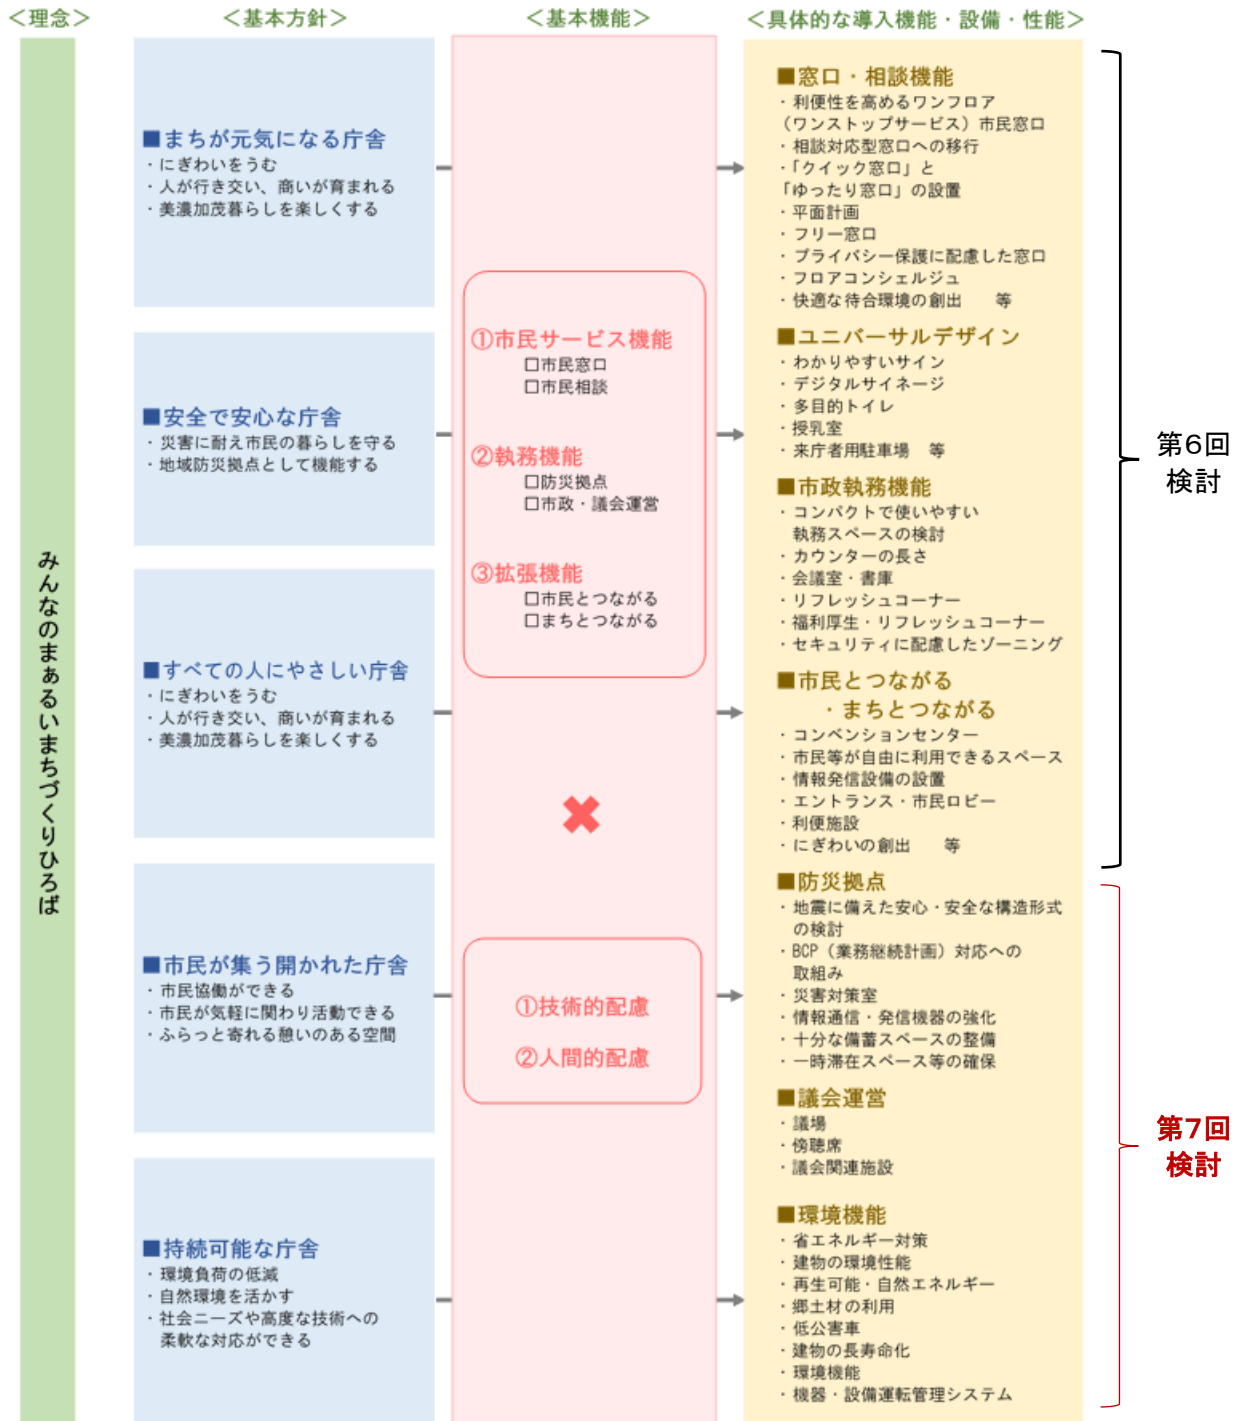 ＜理念＞
みんなのまぁるいまちづくりひろば
＜基本方針＞
■まちが元気になる庁舎
・にぎわいをうむ
・人が行き交い、商いが育まれる
・美濃加茂暮らしを楽しくする
■安全で安心な庁舎
・災害に耐え市民の暮らしを守る
・地域防災拠点として機能する
■すべての人にやさしい庁舎
・にぎわいをうむ
・人が行き交い、商いが育まれる
・美濃加茂暮らしを楽しくする
■市民が集う開かれた庁舎
・市民協働ができる
・市民が気軽に関わり活動できる
・ふらっと寄れる憩いのある空間
■持続可能な庁舎
・環境負荷の低減
・自然環境を活かす
・社会ニーズや高度な技術への
柔軟な対応ができる
＜基本機能＞
①市民サービス機能
□市民窓口
□市民相談
②執務機能
□防災拠点
□市政・議会運営
③拡張機能
□市民とつながる
□まちとつながる
①技術的配慮
②人間的配慮
＜具体的な導入機能・設備・性能＞
■窓口・相談機能
・利便性を高めるワンフロア
（ワンストップサービス）市民窓口
・相談対応型窓口への移行
・「クイック窓口」と
「ゆったり窓口」の設置
・平面計画
・フリー窓口
・プライバシー保護に配慮した窓口
・フロアコンシェルジュ
・快適な待合環境の創出　　等
■ユニバーサルデザイン
・わかりやすいサイン
・デジタルサイネージ
・多目的トイレ
・授乳室
・来庁者用駐車場　等
■市政執務機能
・コンパクトで使いやすい
執務スペースの検討
・カウンターの長さ
・会議室・書庫
・リフレッシュコーナー
・福利厚生・リフレッシュコーナー
・セキュリティに配慮したゾーニング
■市民とつながる
・まちとつながる
・コンベンションセンター
・市民等が自由に利用できるスペース
・情報発信設備の設置
・エントランス・市民ロビー
・利便施設
・にぎわいの創出　　等
■防災拠点
・地震に備えた安心・安全な構造形式
の検討
・BCP（業務継続計画）対応への
取組み
・災害対策室
・情報通信・発信機器の強化
・十分な備蓄スペースの整備
・一時滞在スペース等の確保
■議会運営
・議場
・傍聴席
・議会関連施設
■環境機能
・省エネルギー対策
・建物の環境性能
・再生可能・自然エネルギー
・郷土材の利用
・低公害車
・建物の長寿命化
・環境機能
・機器・設備運転管理システム
第6回
検討
第7回
検討